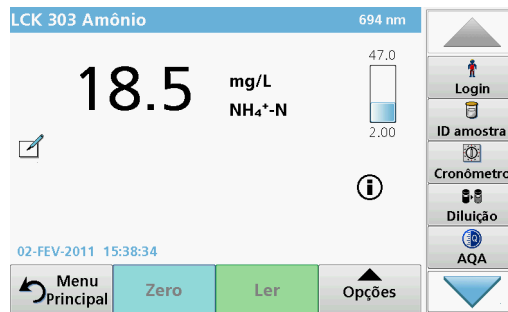 LCK 303 Amônio
694 nm
18.5
mg/L
NH₄⁺-N
47.0
2.00
02-FEV-2011 15:38:34
Menu
Principal
Zero
Ler
Opções
Login
ID amostra
Cronômetro
Diluição
AQA